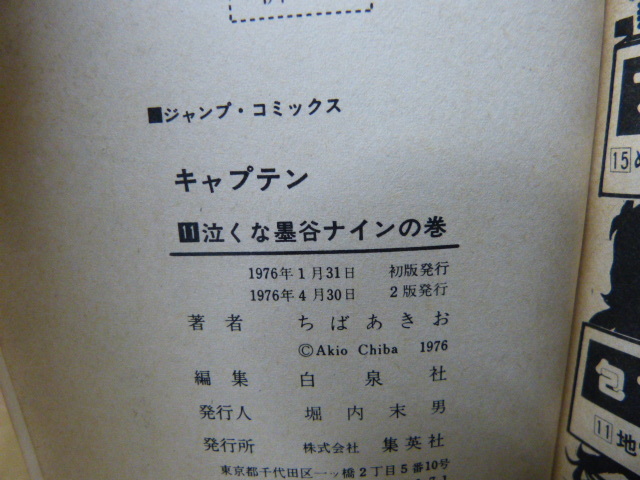 ■ジャンプ・コミックス
キャプテン
11泣くな墨谷ナインの巻
1976年1月31日 初版発行
1976年4月30日 2版発行
著者 ちばあきお
©Akio Chiba 1976
編集 白泉社
発行人 堀内末男
発行所 株式会社 集英社
東京都千代田区一ッ橋2丁目5番10号
15
11地